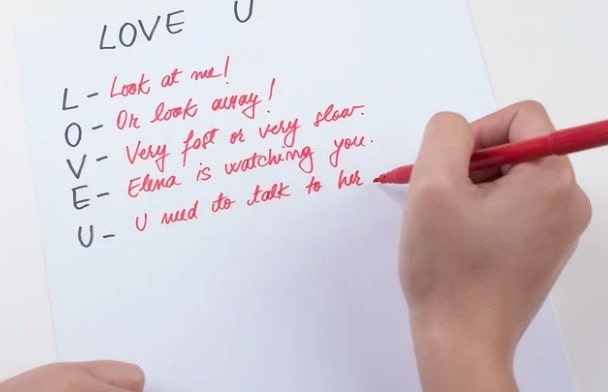 LOVE U
L - Look at me!
O - Or look away!
V - Very fast or very slow.
E - Elena is watching you.
U - U need to talk to her